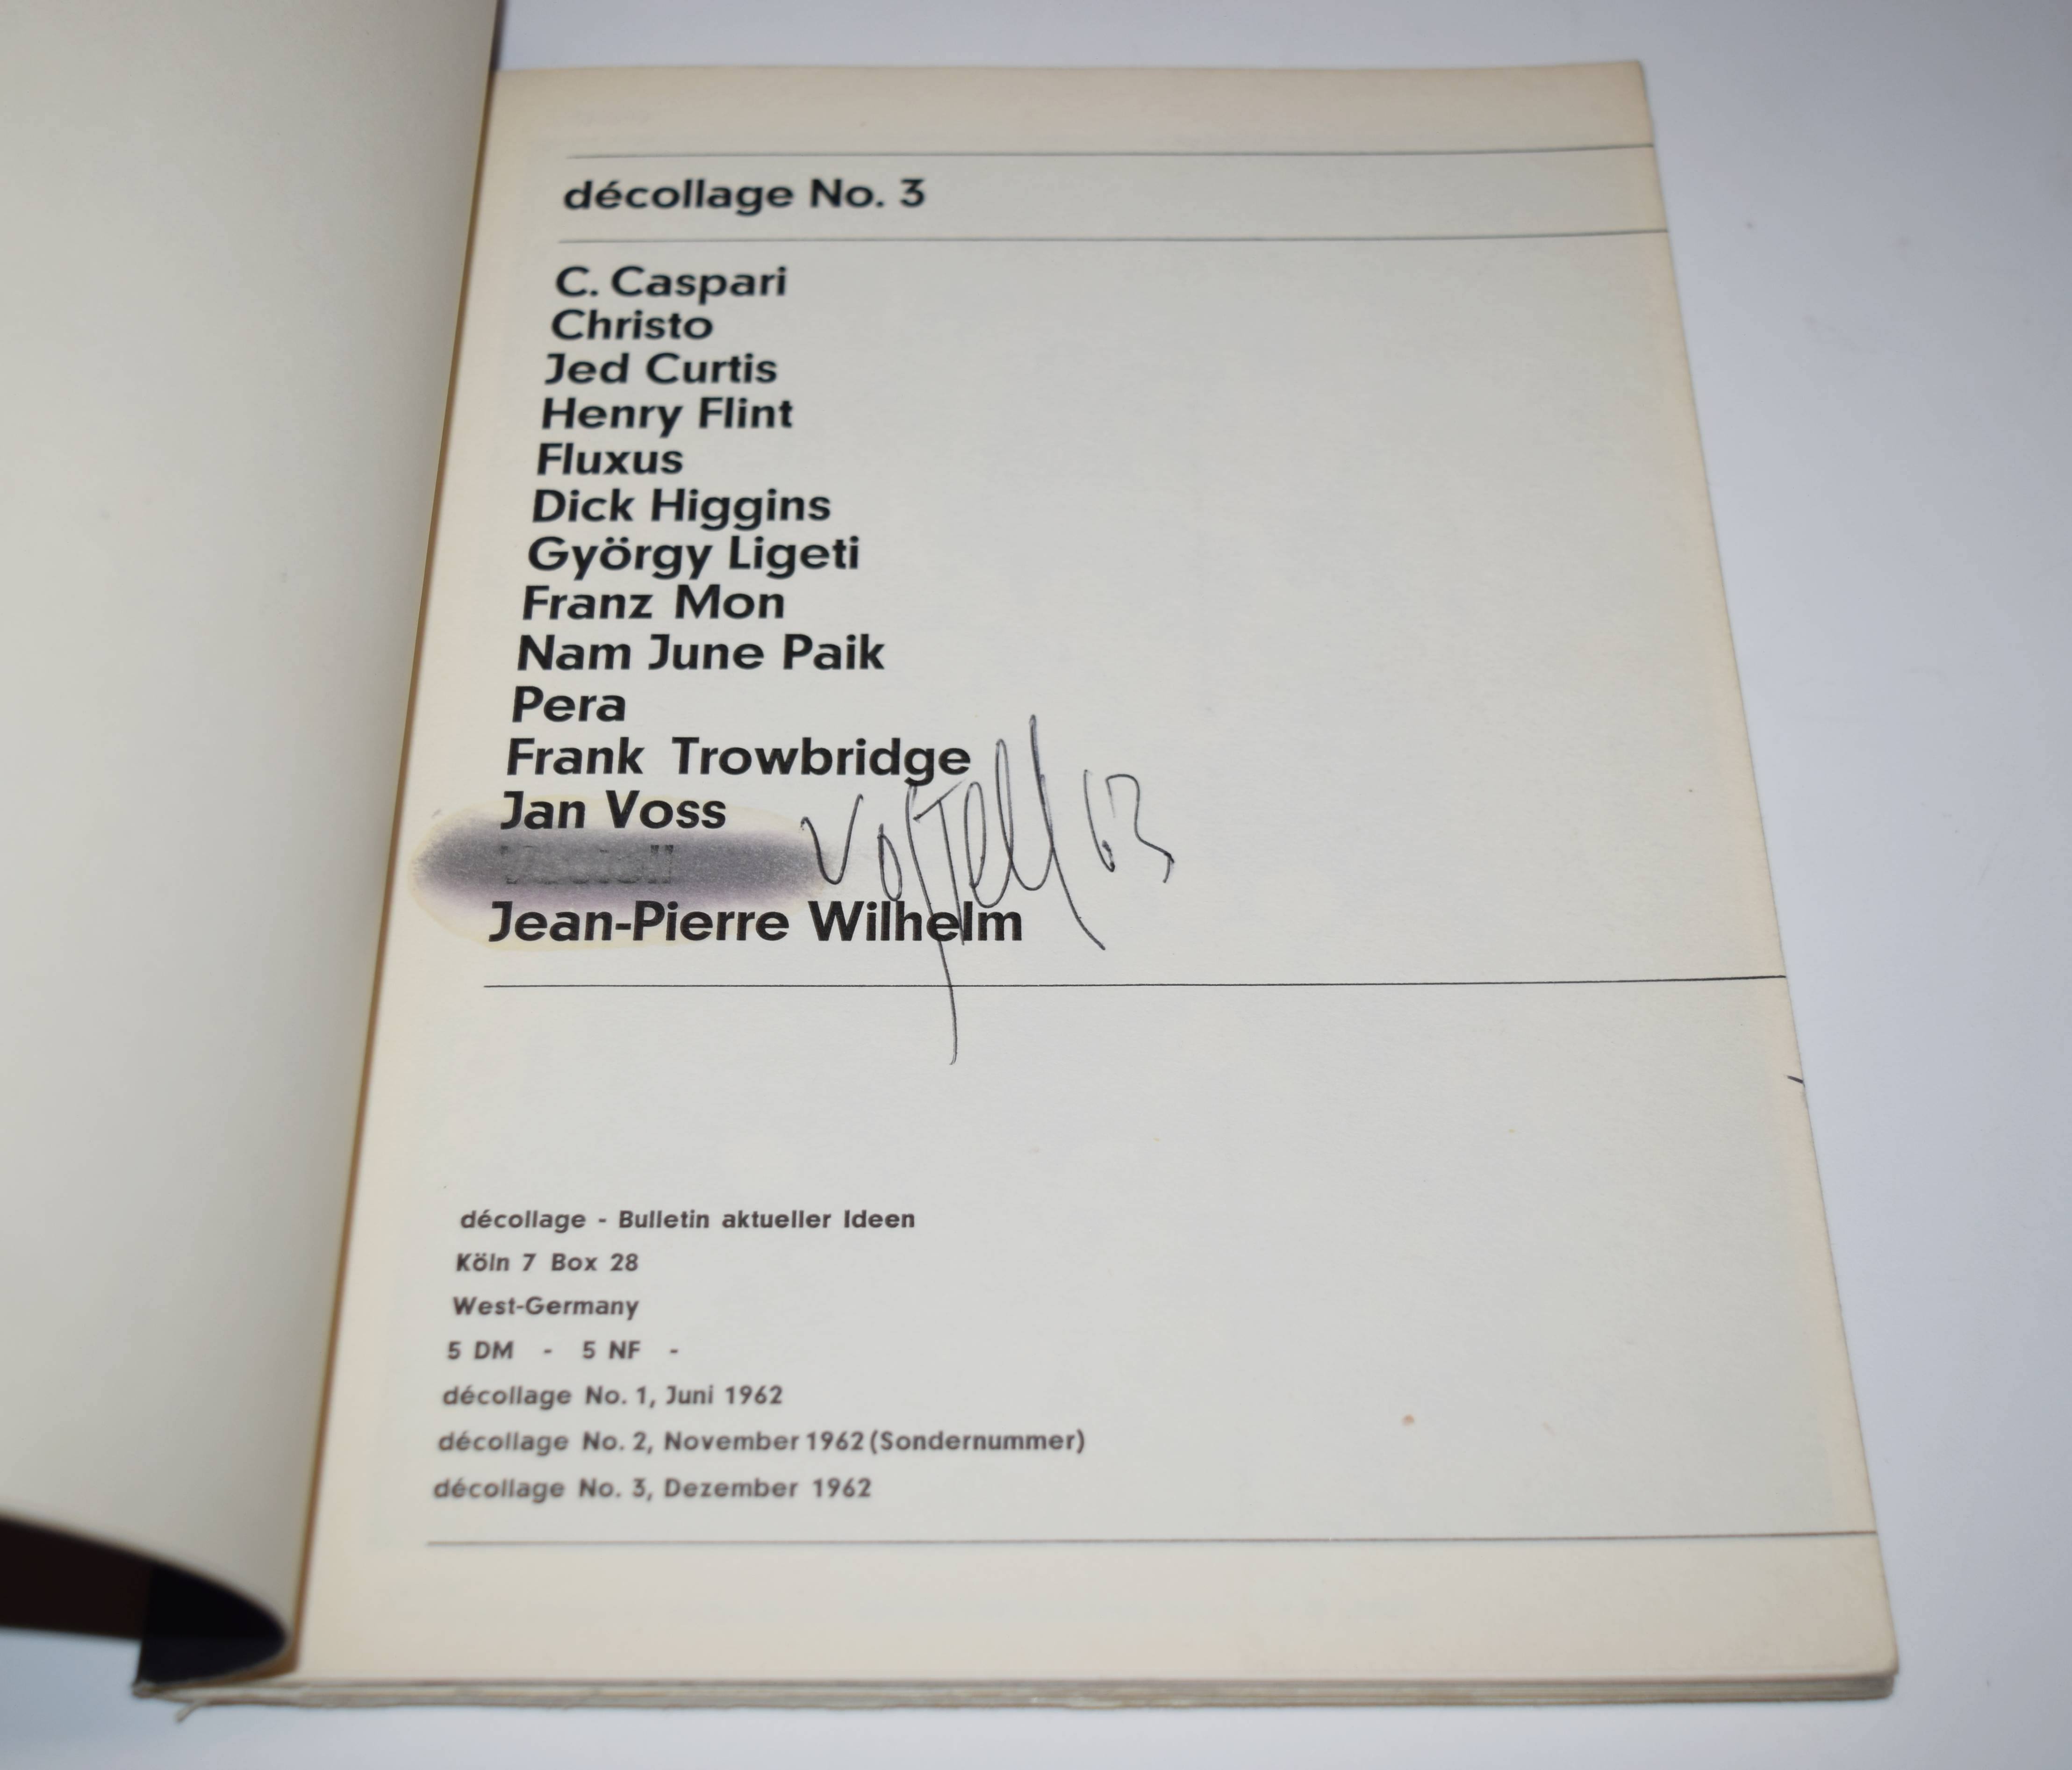 décollage No. 3
C. Caspari
Christo
Jed Curtis
Henry Flint
Fluxus
Dick Higgins
György Ligeti
Franz Mon
Nam June Paik
Pera
Frank Trowbridge
Jan Voss
Vostell
Vostell 63
Jean-Pierre Wilhelm
décollage - Bulletin aktueller Ideen
Köln 7 Box 28
West-Germany
5 DM - 5 NF -
décollage No. 1, Juni 1962
décollage No. 2, November 1962 (Sondernummer)
décollage No. 3, Dezember 1962